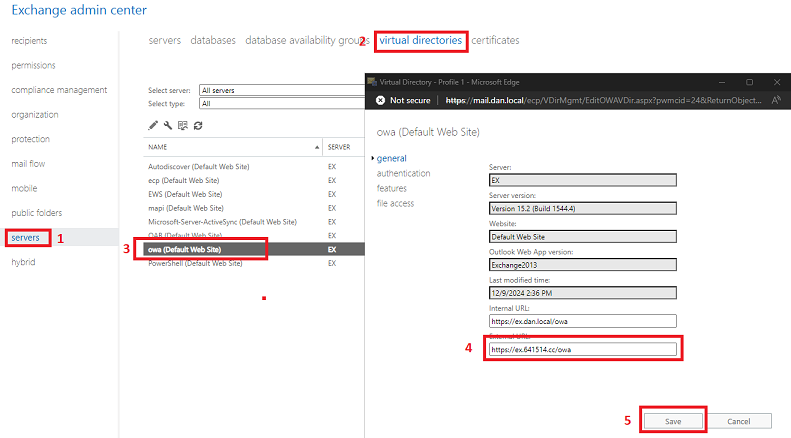 Exchange admin center
recipients
permissions
compliance management
organization
protection
mail flow
mobile
public folders
servers 1
hybrid
servers databases database availability groups 2 virtual directories certificates
Select server: All servers
Select type: All
NAME SERVER
Autodiscover (Default Web Site) EX
ecp (Default Web Site) EX
EWS (Default Web Site) EX
mapi (Default Web Site) EX
Microsoft-Server-ActiveSync (Default Web Site) EX
OAB (Default Web Site) EX
3 owa (Default Web Site) EX
PowerShell (Default Web Site) EX
Virtual Directory - Profile 1 - Microsoft Edge
Not secure https://mail.dan.local/ecp/VDirMgmt/EditOWAVDir.aspx?pwmcid=24&ReturnObject...
owa (Default Web Site)
general
authentication
features
file access
Server:
EX
Server version:
Version 15.2 (Build 1544.4)
Website:
Default Web Site
Outlook Web App version:
Exchange2013
Last modified time:
12/9/2024 2:36 PM
Internal URL:
https://ex.dan.local/owa
External URL:
4 https://ex.641514.cc/owa
5 Save Cancel